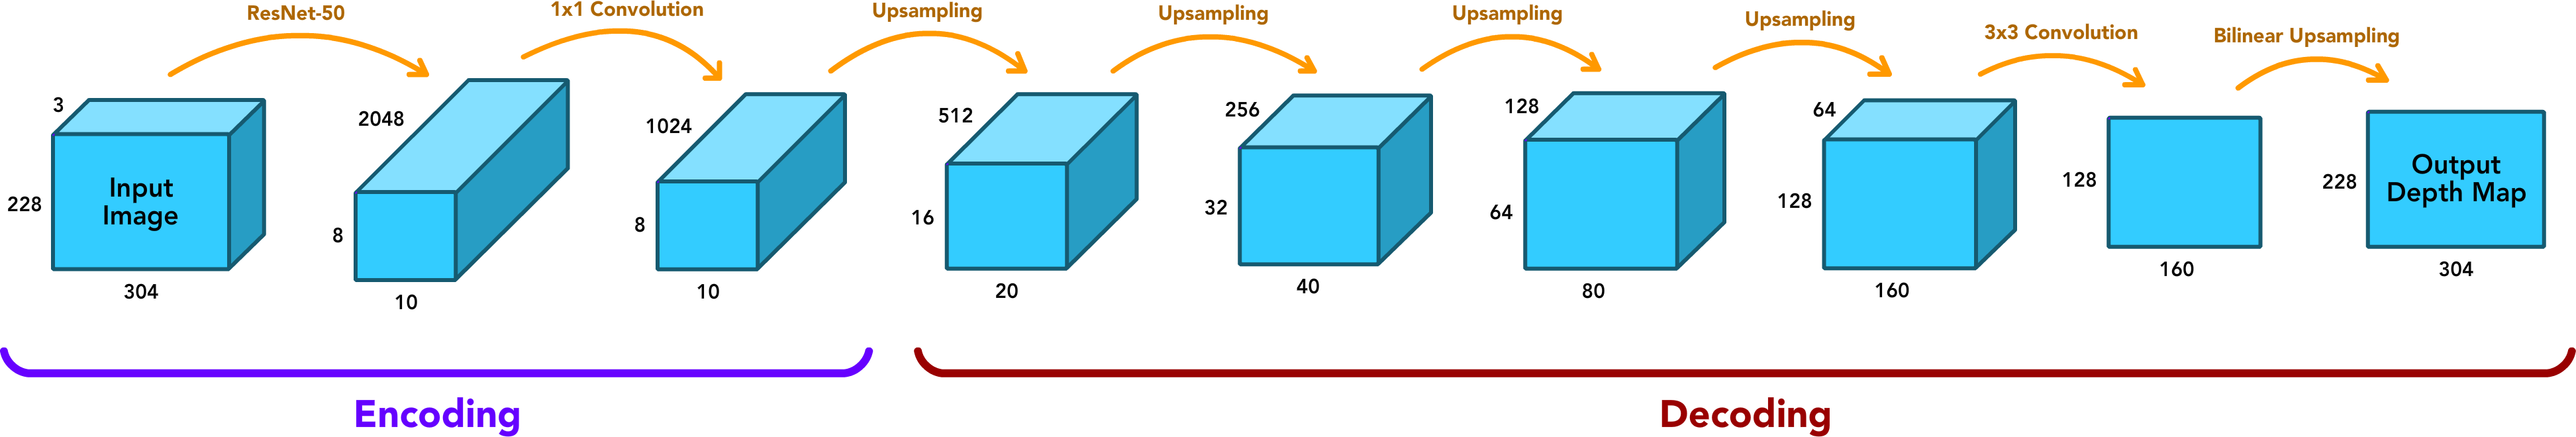 ResNet-50
1x1 Convolution
Upsampling
Upsampling
Upsampling
Upsampling
3x3 Convolution
Bilinear Upsampling
3
228
Input
Image
304
2048
8
10
1024
8
10
512
16
20
256
32
40
128
64
80
64
128
160
128
160
228
Output
Depth Map
304
Encoding
Decoding